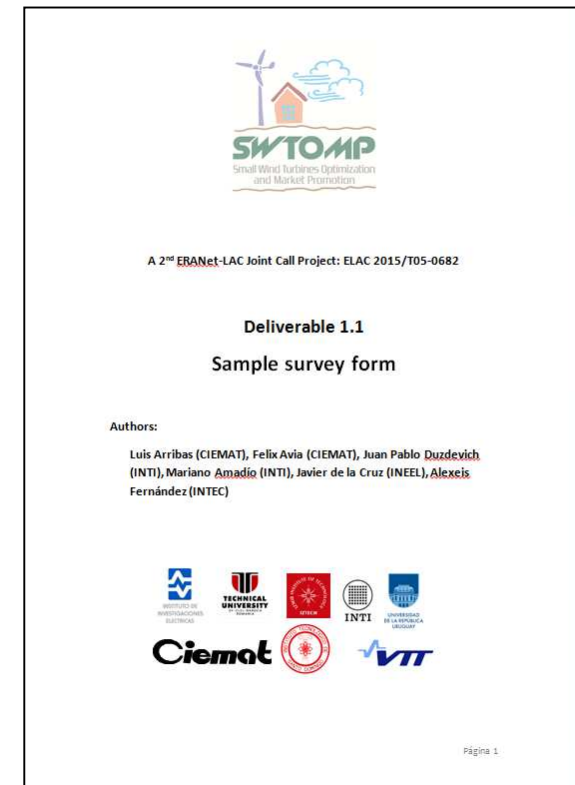 SWTOMP
Small Wind Turbines Optimization
and Market Promotion
A 2nd ERANet-LAC Joint Call Project: ELAC 2015/T05-0682
Deliverable 1.1
Sample survey form
Authors:
Luis Arribas (CIEMAT), Felix Avia (CIEMAT), Juan Pablo Duzdevich
(INTI), Mariano Amadío (INTI), Javier de la Cruz (INEEL), Alexeis
Fernández (INTEC)
INSTITUTO DE
INVESTIGACIONES
ELECTRICAS
TECHNICAL
UNIVERSITY
INTI
UNIVERSIDAD
DE LA REPÚBLICA
URUGUAY
Ciemat
VTT
Página 1